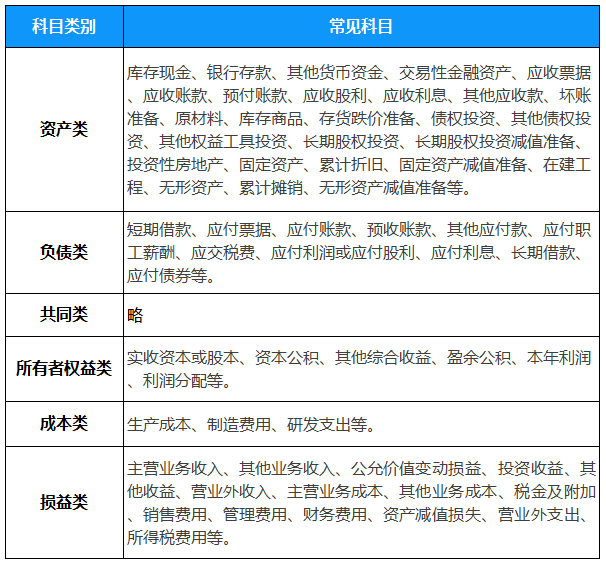 科目类别 常见科目
资产类
库存现金、银行存款、其他货币资金、交易性金融资产、应收票据
、应收账款、预付账款、应收股利、应收利息、其他应收款、坏账
准备、原材料、库存商品、存货跌价准备、债权投资、其他债权投
资、其他权益工具投资、长期股权投资、长期股权投资减值准备、
投资性房地产、固定资产、累计折旧、固定资产减值准备、在建工
程、无形资产、累计摊销、无形资产减值准备等。
负债类
短期借款、应付票据、应付账款、预收账款、其他应付款、应付职
工薪酬、应交税费、应付利润或应付股利、应付利息、长期借款、
应付债券等。
共同类 略
所有者权益类
实收资本或股本、资本公积、其他综合收益、盈余公积、本年利润
、利润分配等。
成本类 生产成本、制造费用、研发支出等。
损益类
主营业务收入、其他业务收入、公允价值变动损益、投资收益、其
他收益、营业外收入、主营业务成本、其他业务成本、税金及附加
、销售费用、管理费用、财务费用、资产减值损失、营业外支出、
所得税费用等。